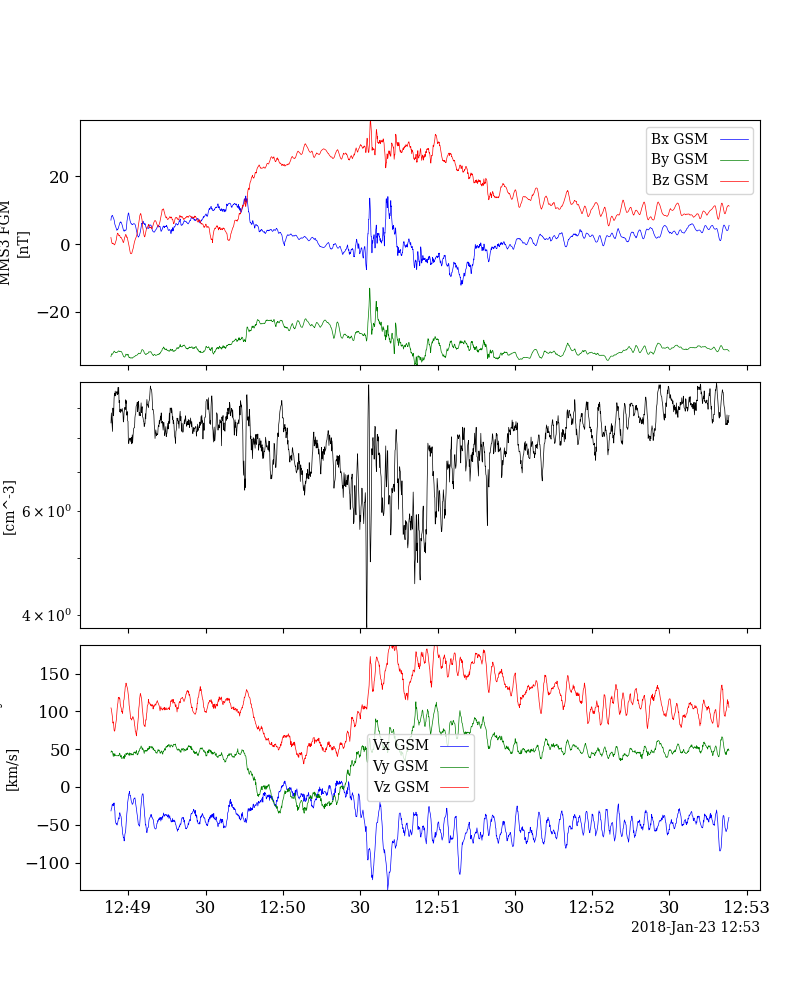 20
0
−20
MMS3 FGM
[nT]
Bx GSM
By GSM
Bz GSM
6 × 10⁰
4 × 10⁰
[cm^-3]
150
100
50
0
−50
−100
[km/s]
Vx GSM
Vy GSM
Vz GSM
12:49 30 12:50 30 12:51 30 12:52 30 12:53
2018-Jan-23 12:53